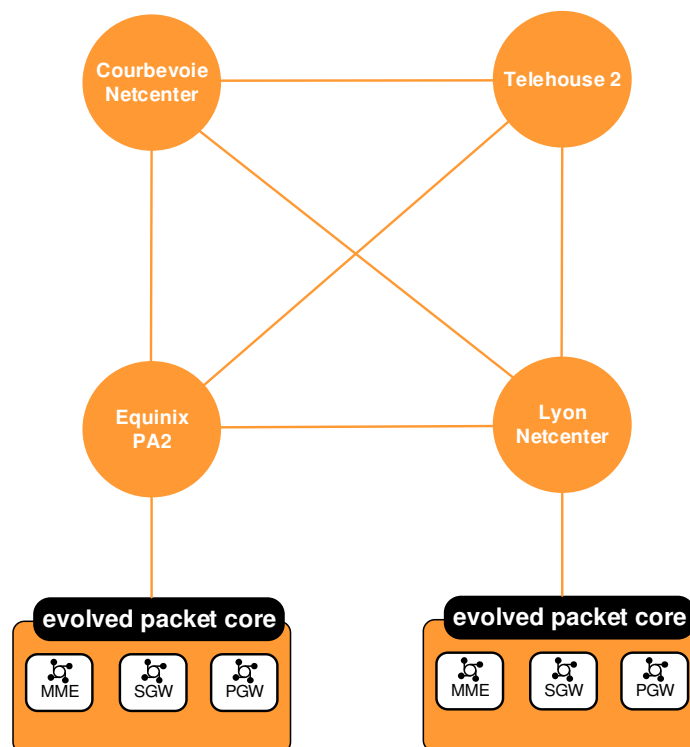 Courbevoie
Netcenter
Telehouse 2
Equinix
PA2
Lyon
Netcenter
evolved packet core
MME
SGW
PGW
evolved packet core
MME
SGW
PGW